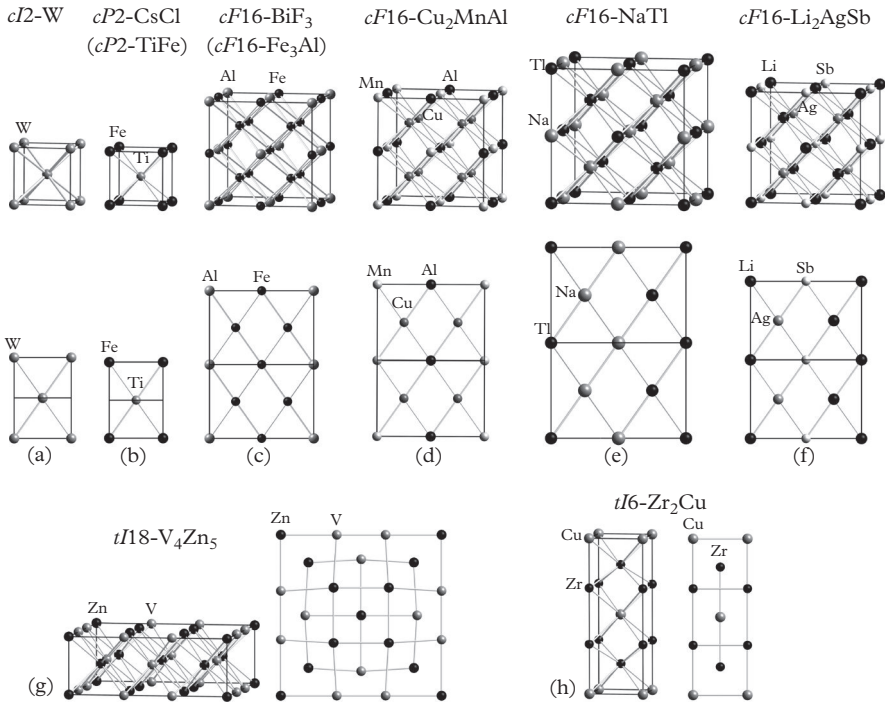 cI2-W cP2-CsCl cF16-BiF₃ cF16-Cu₂MnAl cF16-NaTl cF16-Li₂AgSb
(cP2-TiFe) (cF16-Fe₃Al)
W
Fe
Ti
Al Fe
Mn Al
Cu
Tl
Na
Li Sb
Ag
W
Fe
Ti
Al Fe
Mn Al
Cu
Na
Tl
Li Sb
Ag
(a) (b) (c) (d) (e) (f)
tI18-V₄Zn₅
Zn V
Zn V
(g)
tI6-Zr₂Cu
Cu Cu
Zr
Zr
(h)